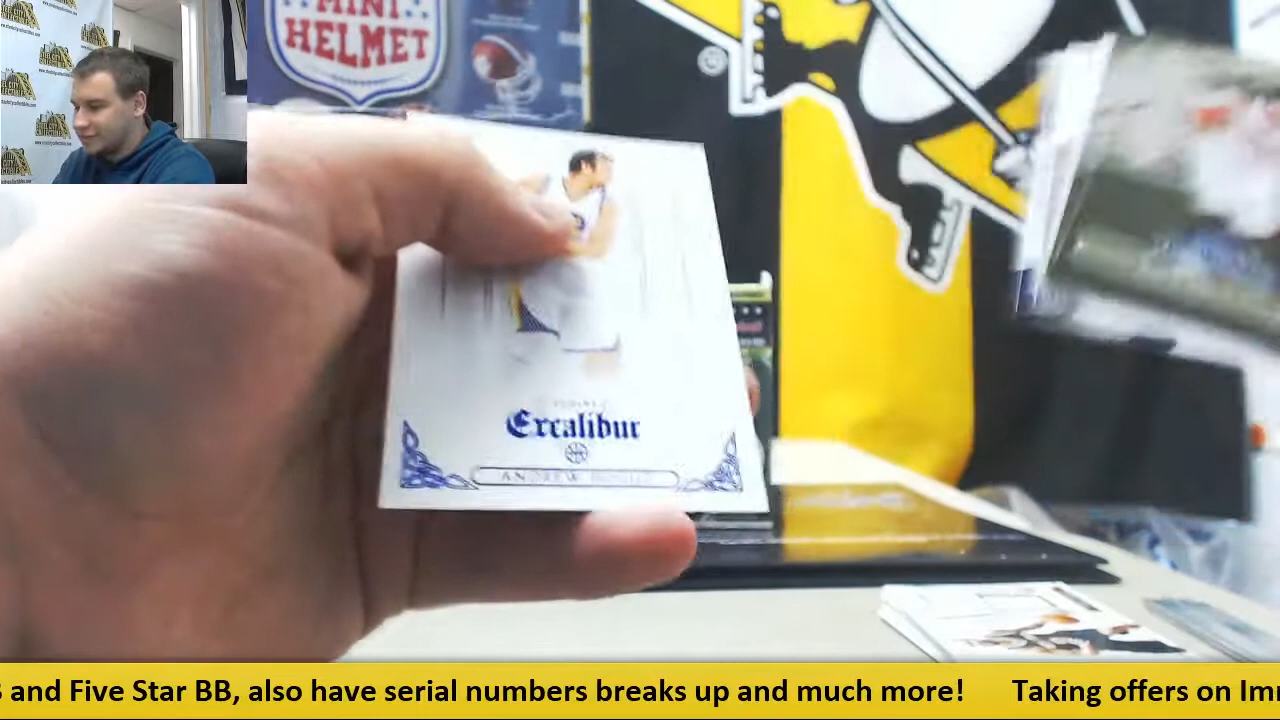 MINI
HELMET
Excalibur
ANDREW
B and Five Star BB, also have serial numbers breaks up and much more! Taking offers on Im